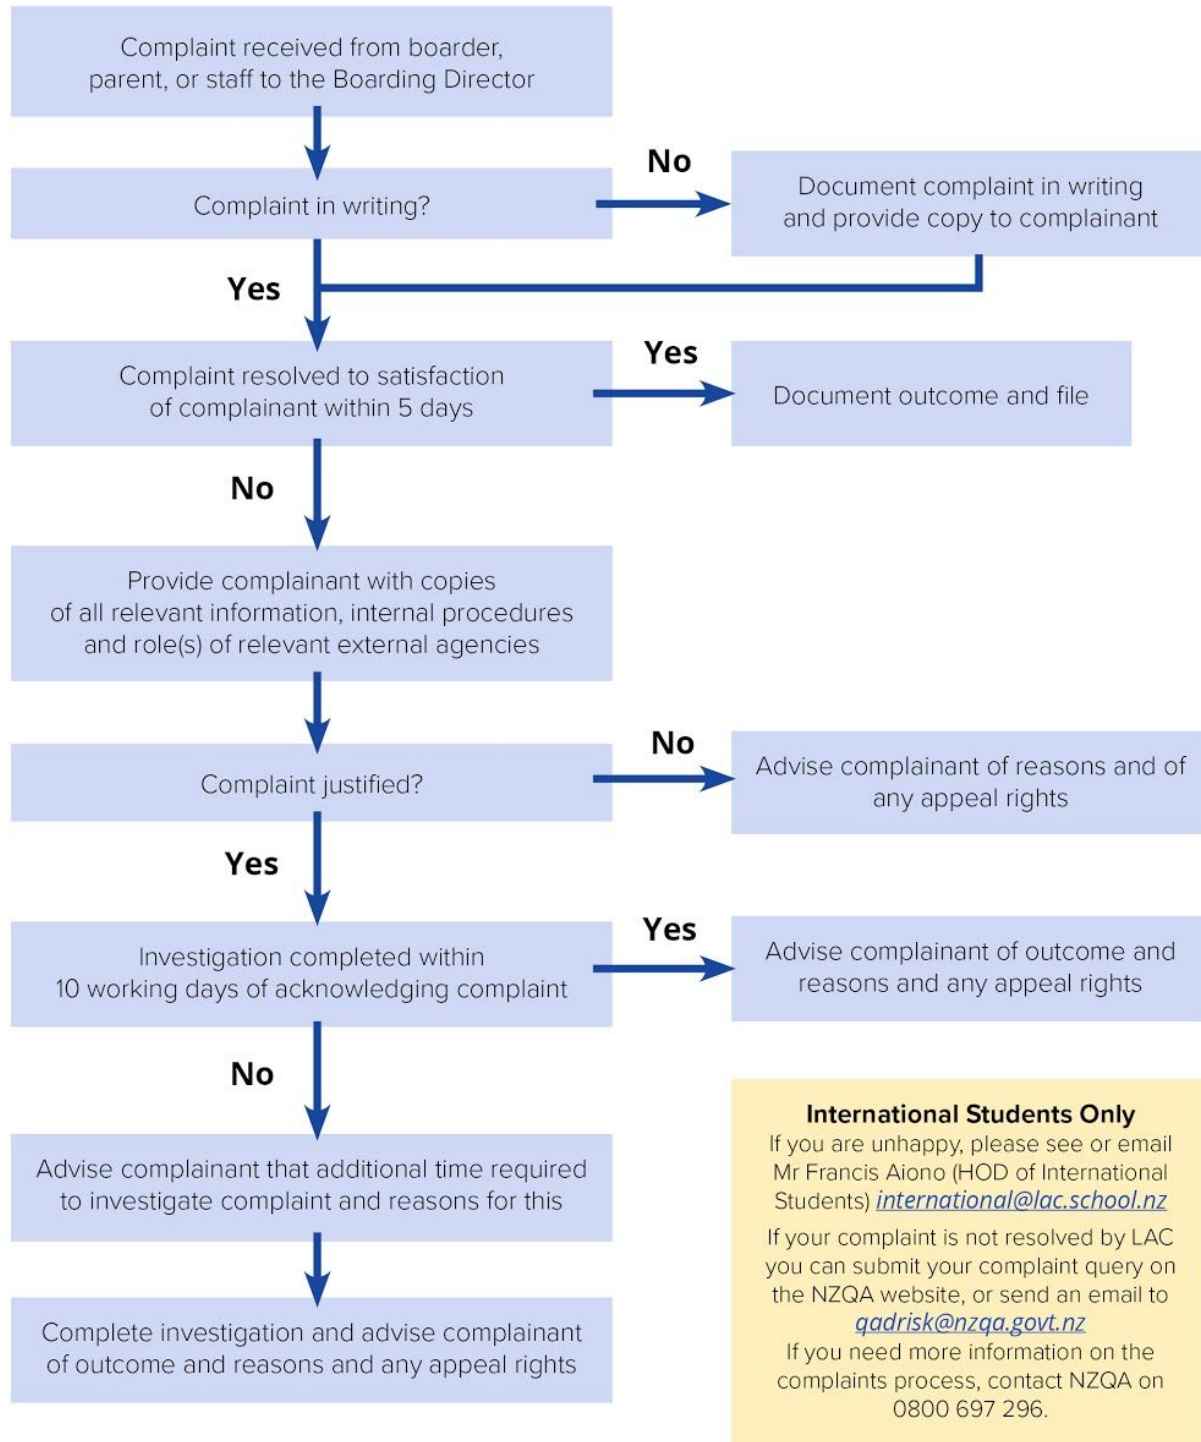 Complaint received from boarder,
parent, or staff to the Boarding Director
Complaint in writing?
No
Document complaint in writing
and provide copy to complainant
Yes
Complaint resolved to satisfaction
of complainant within 5 days
Yes
Document outcome and file
No
Provide complainant with copies
of all relevant information, internal procedures
and role(s) of relevant external agencies
Complaint justified?
No
Advise complainant of reasons and of
any appeal rights
Yes
Investigation completed within
10 working days of acknowledging complaint
Yes
Advise complainant of outcome and
reasons and any appeal rights
No
Advise complainant that additional time required
to investigate complaint and reasons for this
Complete investigation and advise complainant
of outcome and reasons and any appeal rights
International Students Only
If you are unhappy, please see or email
Mr Francis Aiono (HOD of International
Students) international@lac.school.nz
If your complaint is not resolved by LAC
you can submit your complaint query on
the NZQA website, or send an email to
qadrisk@nzqa.govt.nz
If you need more information on the
complaints process, contact NZQA on
0800 697 296.